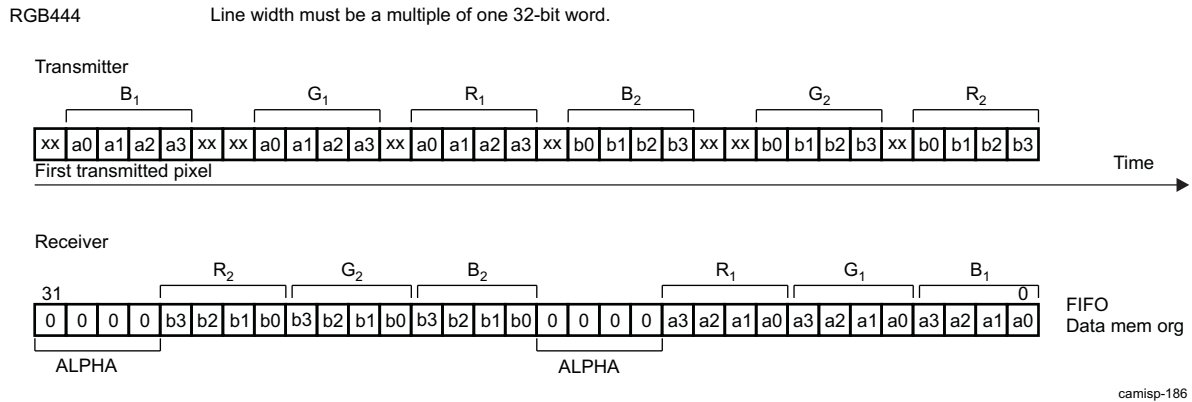 RGB444 Line width must be a multiple of one 32-bit word.
Transmitter
B1 G1 R1 B2 G2 R2
xx a0 a1 a2 a3 xx xx a0 a1 a2 a3 xx a0 a1 a2 a3 xx b0 b1 b2 b3 xx xx b0 b1 b2 b3 xx b0 b1 b2 b3
First transmitted pixel Time
Receiver
R2 G2 B2 R1 G1 B1
31 0
0 0 0 0 b3 b2 b1 b0 b3 b2 b1 b0 b3 b2 b1 b0 0 0 0 0 a3 a2 a1 a0 a3 a2 a1 a0 a3 a2 a1 a0
FIFO
Data mem org
ALPHA ALPHA
camisp-186